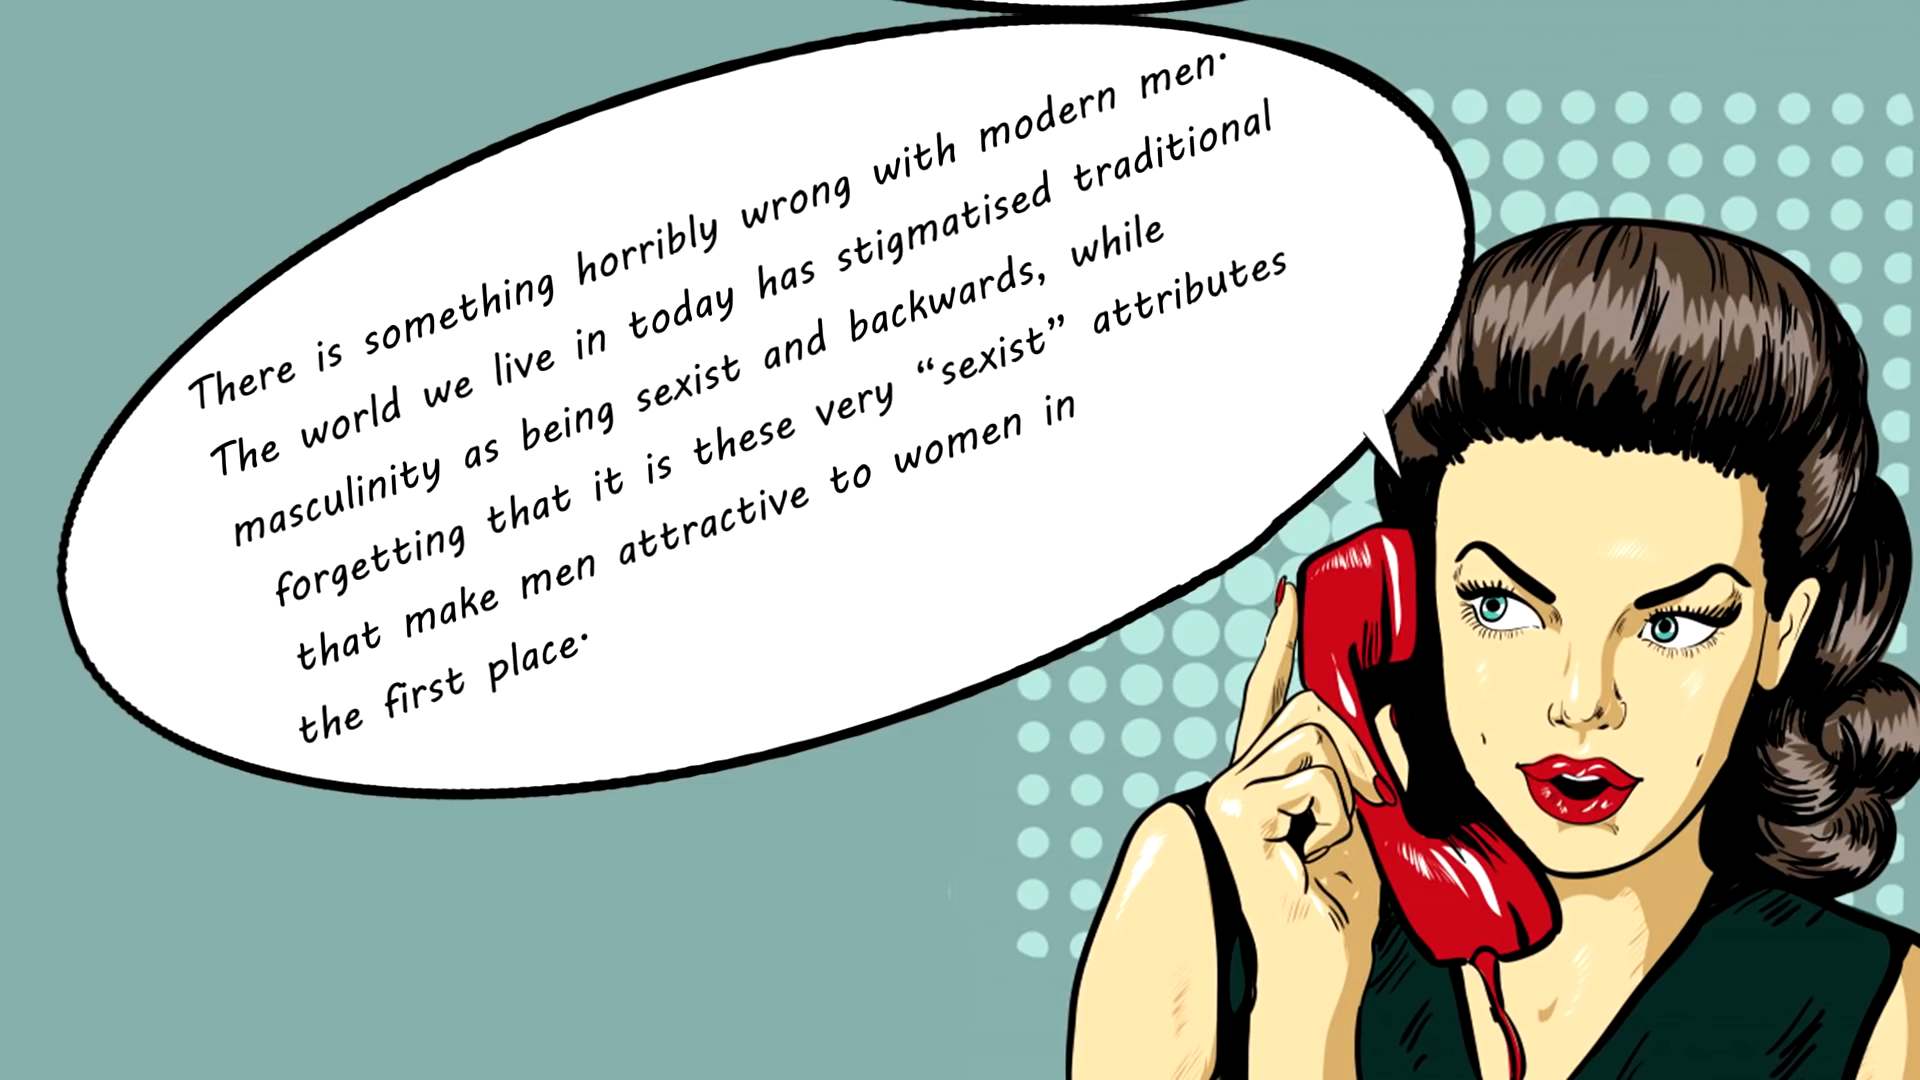 There is something horribly wrong with modern men.
The world we live in today has stigmatised traditional
masculinity as being sexist and backwards, while
forgetting that it is these very “sexist” attributes
that make men attractive to women in
the first place.